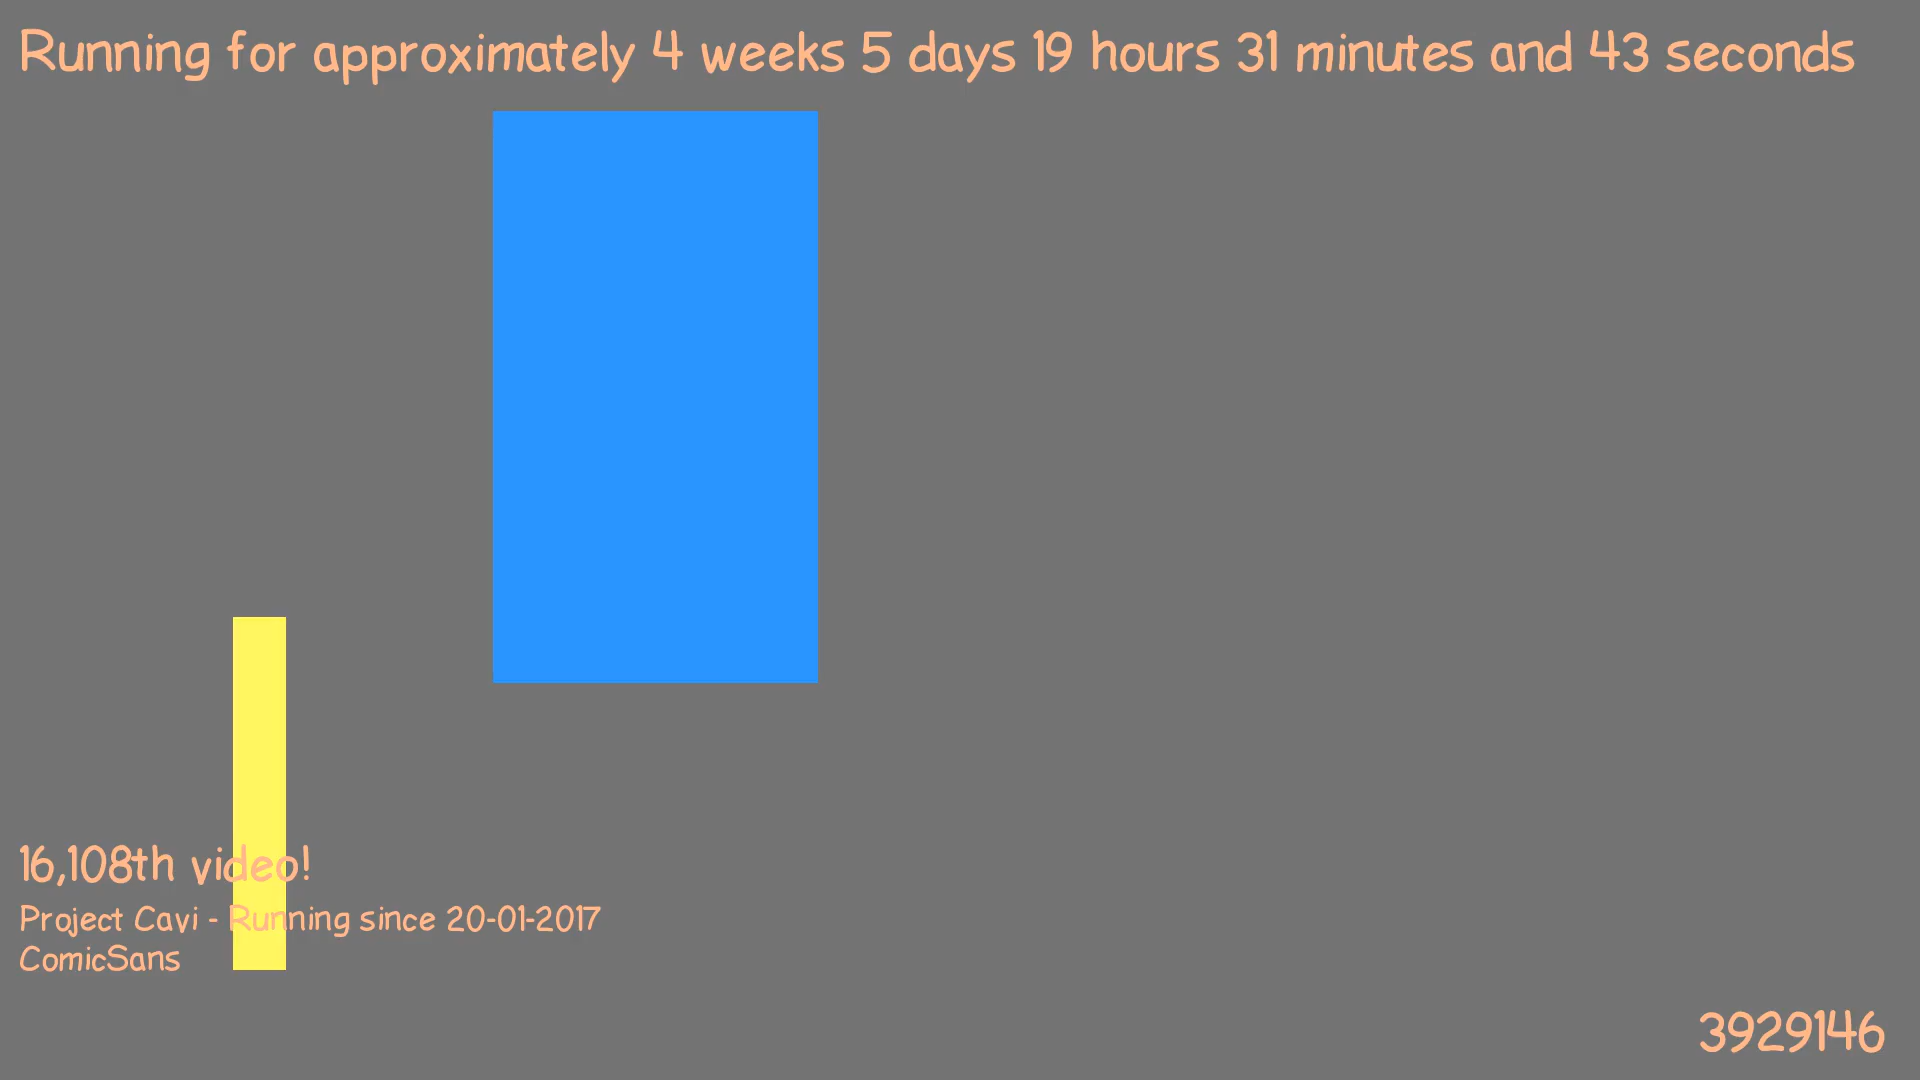 Running for approximately 4 weeks 5 days 19 hours 31 minutes and 43 seconds
16,108th video!
Project Cavi - Running since 20-01-2017
ComicSans
3929146